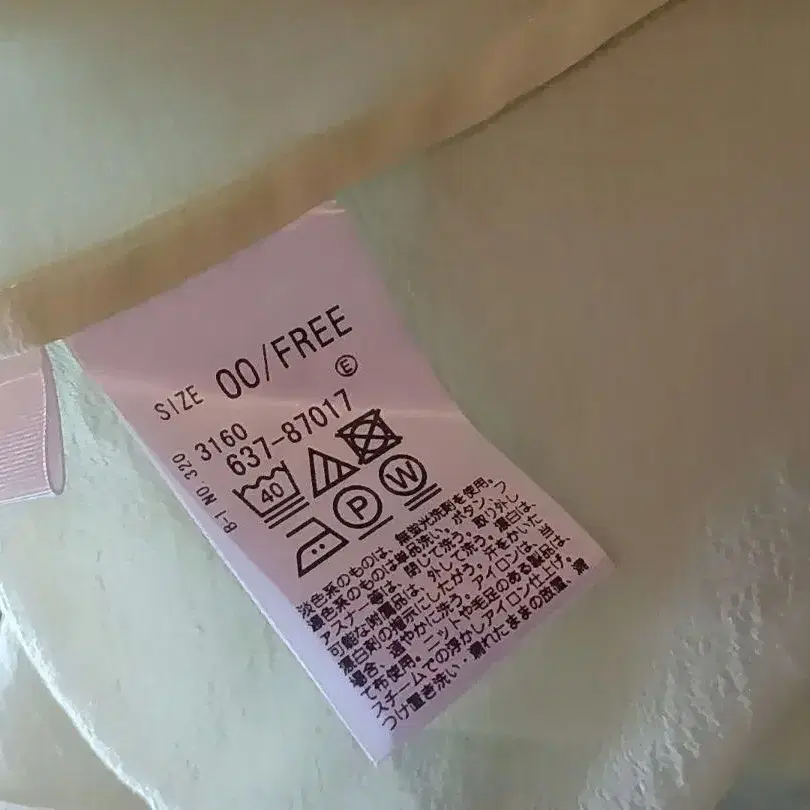 SIZE 00/FREE
Ⓔ
B-1 NO. 320 3160
637-87017
40
P
W
淡色系のものは、無蛍光洗剤を使用。
濃色系のものは単品洗い。ボタン、フ
ァスナー等は、閉じて洗う。取り外し
可能な附属品は、外して洗う。漂白は、
漂白剤の指示にしたがう。汗をかいた
場合、速やかに洗う。アイロンは、当
て布使用。ニットや毛足のある製品は、
スチームでの浮かしアイロン仕上げ。
つけ置き洗い・濡れたままの放置、